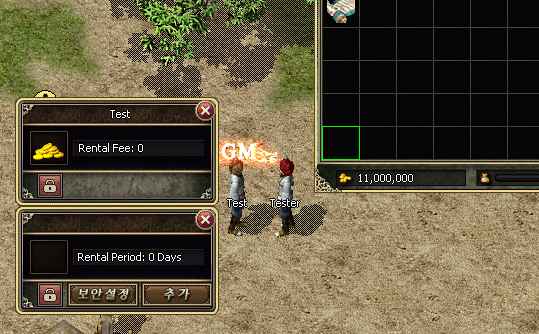 Test
Rental Fee: 0
GM
11,000,000
Test
Tester
Rental Period: 0 Days
보안설정
추가